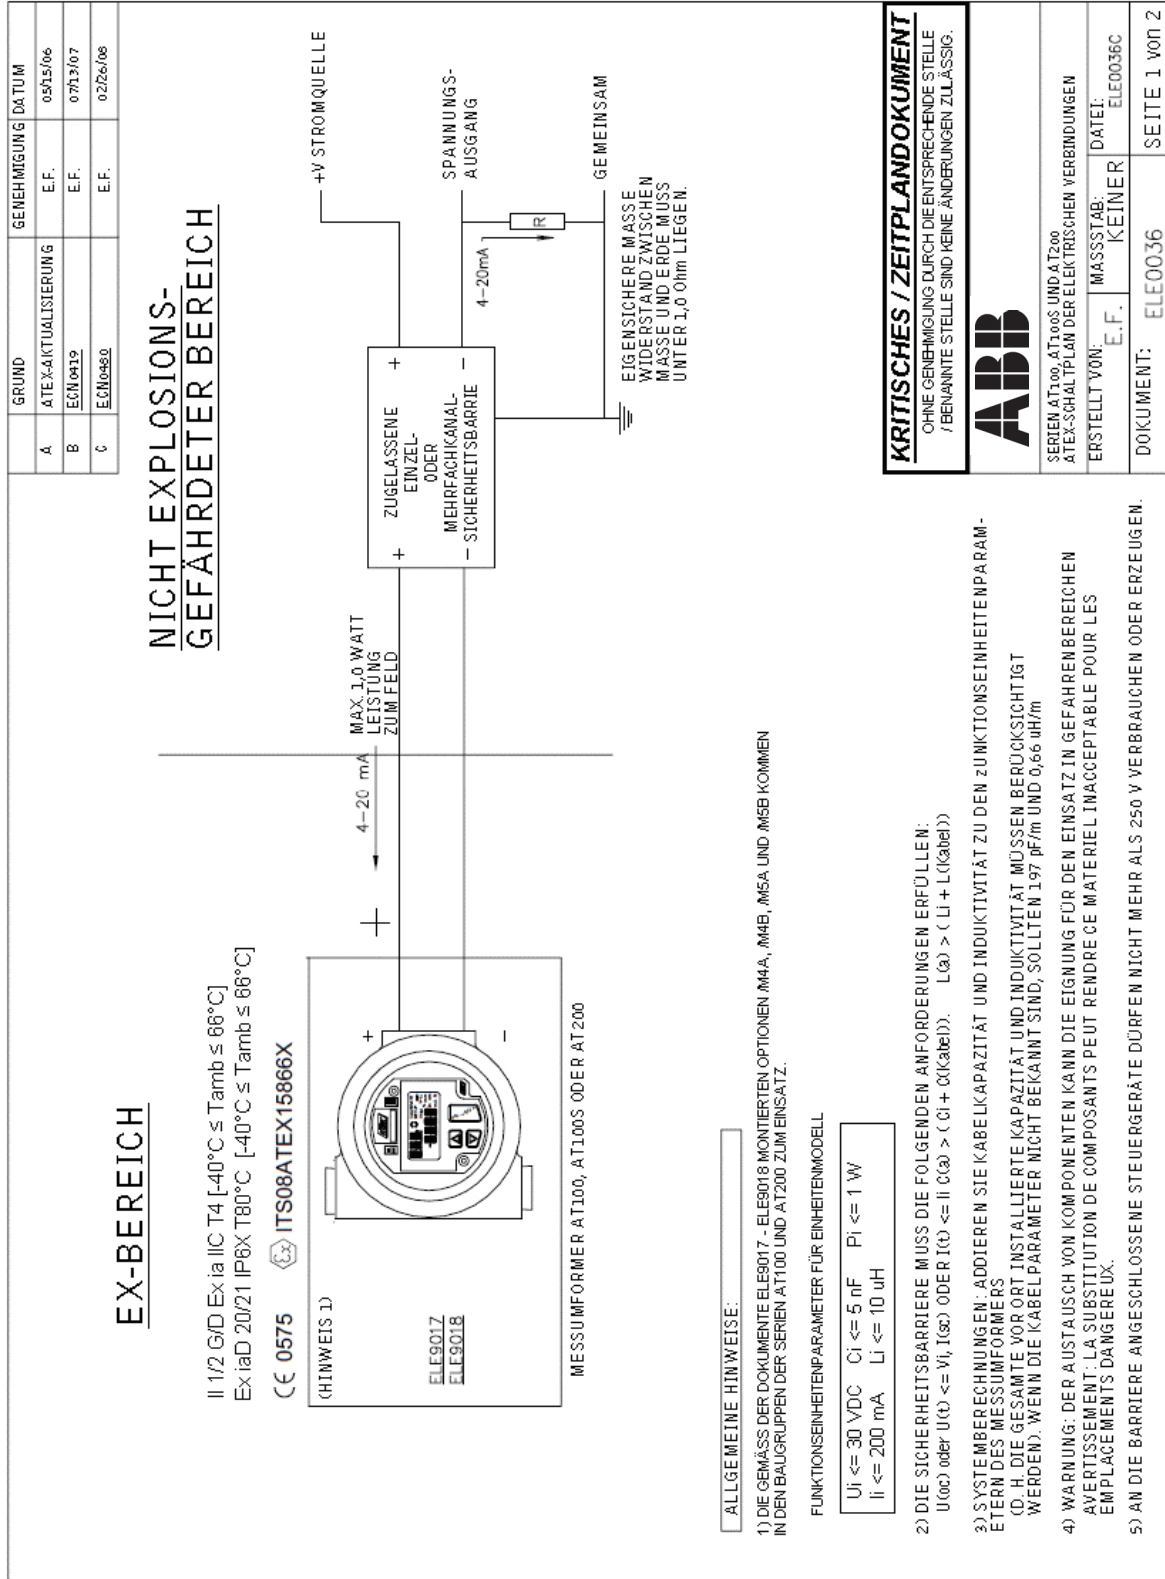 GRUND GENEHMIGUNG DATUM
A ATEX-AKTUALISIERUNG E.F. 05/15/06
B ECN0419 E.F. 07/13/07
C ECN0480 E.F. 02/26/08
EX-BEREICH
NICHT EXPLOSIONS-
GEFÄHRDETER BEREICH
II 1/2 G/D Ex ia IIC T4 [-40°C ≤ Tamb ≤ 66°C]
Ex iaD 20/21 IP6X T80°C [-40°C ≤ Tamb ≤ 66°C]
CE 0575 Ex ITS08ATEX15866X
(HINWEIS 1)
ELE9017
ELE9018
+
-
MESSUMFORMER AT100, AT100S ODER AT200
4-20 mA
MAX. 1,0 WATT
LEISTUNG
ZUM FELD
+ +
ZUGELASSENE
EINZEL-
ODER
MEHRFACHKANAL-
SICHERHEITSBARRIE
- -
+V STROMQUELLE
SPANNUNGS-
AUSGANG
4-20mA
R
GEMEINSAM
EIGENSICHERE MASSE
WIDERSTAND ZWISCHEN
MASSE UND ERDE MUSS
UNTER 1,0 Ohm LIEGEN.
ALLGEMEINE HINWEISE:
1) DIE GEMÄSS DER DOKUMENTE ELE9017 - ELE9018 MONTIERTEN OPTIONEN /M4A, /M4B, /M5A UND /M5B KOMMEN
IN DEN BAUGRUPPEN DER SERIEN AT100 UND AT200 ZUM EINSATZ.
FUNKTIONSEINHEITENPARAMETER FÜR EINHEITENMODELL
Ui <= 30 VDC Ci <= 5 nF Pi <= 1 W
Ii <= 200 mA Li <= 10 uH
2) DIE SICHERHEITSBARRIERE MUSS DIE FOLGENDEN ANFORDERUNGEN ERFÜLLEN:
U(oc) oder U(t) <= Vi, I(sc) ODER I(t) <= Ii C(a) > ( Ci + C(Kabel)). L(a) > ( Li + L(Kabel))
3) SYSTEMBERECHNUNGEN: ADDIEREN SIE KABELKAPAZITÄT UND INDUKTIVITÄT ZU DEN zUNKTIONSEINHEITENPARAM-
ETERN DES MESSUMFORMERS
(D. H. DIE GESAMTE VOR ORT INSTALLIERTE KAPAZITÄT UND INDUKTIVITÄT MÜSSEN BERÜCKSICHTIGT
WERDEN). WENN DIE KABELPARAMETER NICHT BEKANNT SIND, SOLLTEN 197 pF/m UND 0,66 uH/m
4) WARNUNG: DER AUSTAUSCH VON KOMPONENTEN KANN DIE EIGNUNG FÜR DEN EINSATZ IN GEFAHRENBEREICHEN
AVERTISSEMENT: LA SUBSTITUTION DE COMPOSANTS PEUT RENDRE CE MATERIEL INACCEPTABLE POUR LES
EMPLACEMENTS DANGEREUX.
5) AN DIE BARRIERE ANGESCHLOSSENE STEUERGERÄTE DÜRFEN NICHT MEHR ALS 250 V VERBRAUCHEN ODER ERZEUGEN.
KRITISCHES / ZEITPLANDOKUMENT
OHNE GENEHMIGUNG DURCH DIE ENTSPRECHENDE STELLE
/ BENANNTE STELLE SIND KEINE ÄNDERUNGEN ZULÄSSIG.
ABB
SERIEN AT100, AT100S UND AT200
ATEX-SCHALTPLAN DER ELEKTRISCHEN VERBINDUNGEN
ERSTELLT VON: E.F. MASSSTAB: KEINER DATEI: ELE0036C
DOKUMENT: ELE0036 SEITE 1 von 2